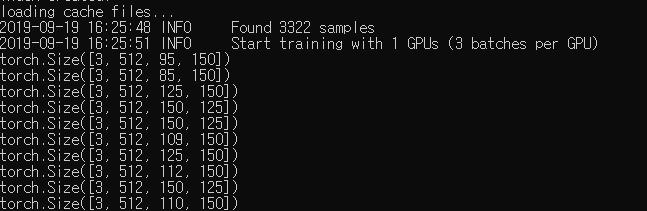 loading cache files...
2019-09-19 16:25:48 INFO Found 3322 samples
2019-09-19 16:25:51 INFO Start training with 1 GPUs (3 batches per GPU)
torch.Size([3, 512, 95, 150])
torch.Size([3, 512, 85, 150])
torch.Size([3, 512, 125, 150])
torch.Size([3, 512, 150, 125])
torch.Size([3, 512, 150, 125])
torch.Size([3, 512, 109, 150])
torch.Size([3, 512, 125, 150])
torch.Size([3, 512, 112, 150])
torch.Size([3, 512, 150, 125])
torch.Size([3, 512, 110, 150])